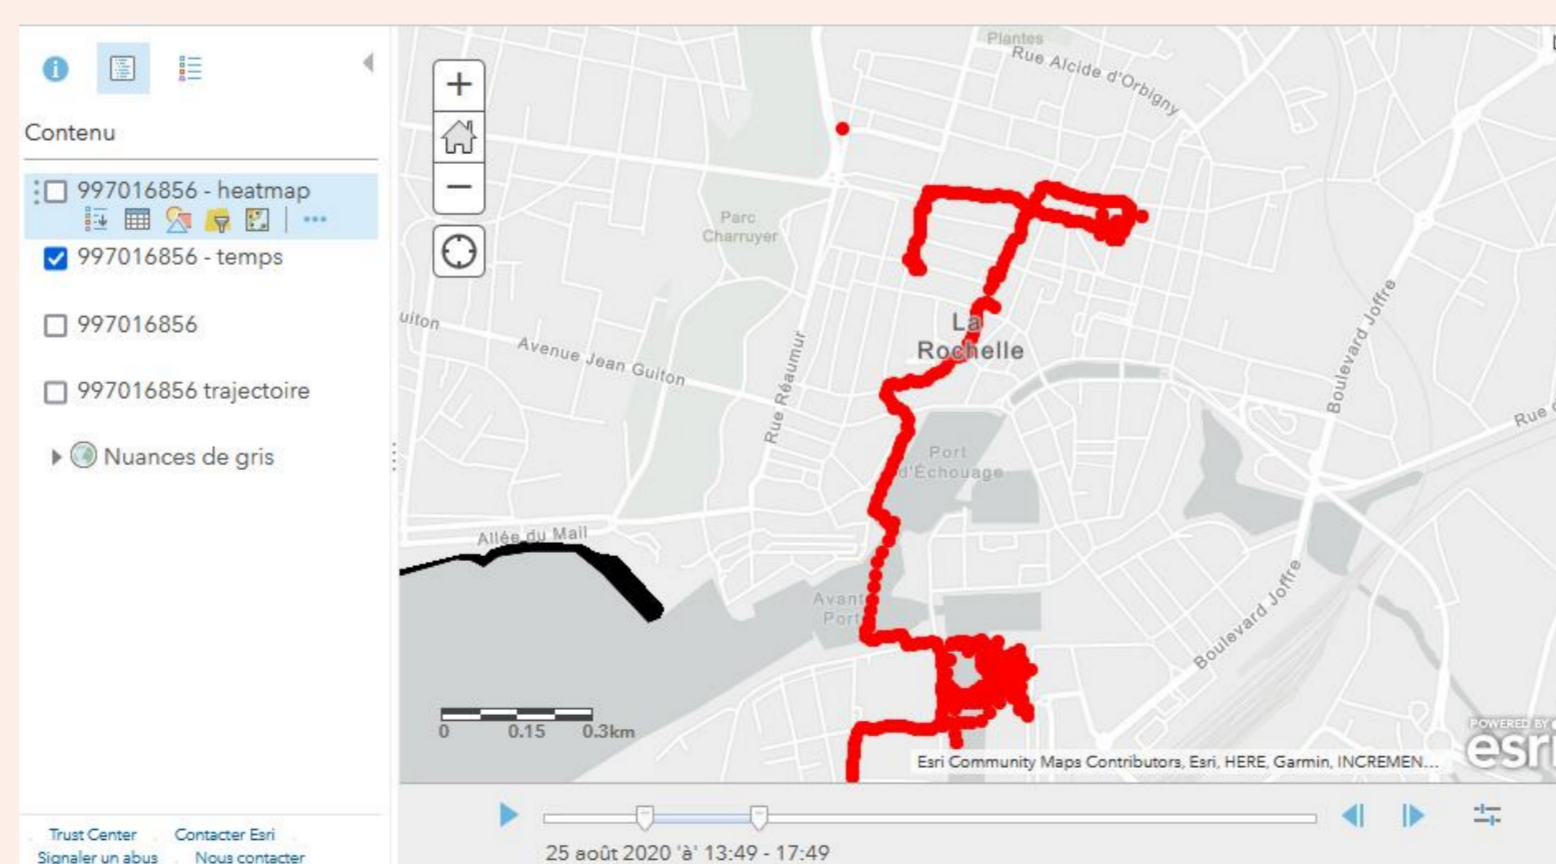 Contenu
997016856 - heatmap
997016856 - temps
997016856
997016856 trajectoire
Nuances de gris
Trust Center
Contacter Esri
Signaler un abus
Nous contacter
+
−
Plantes
Rue Alcide d'Orbigny
Parc
Charruyer
uiton
Avenue Jean Guiton
Rue Réaumur
La
Rochelle
Boulevard Joffre
Rue
Port
d'Échouage
Allée du Mail
Avant
Port
Boulevard Joffre
0 0.15 0.3km
Esri Community Maps Contributors, Esri, HERE, Garmin, INCREMEN...
POWERED BY
esri
25 août 2020 'à' 13:49 - 17:49